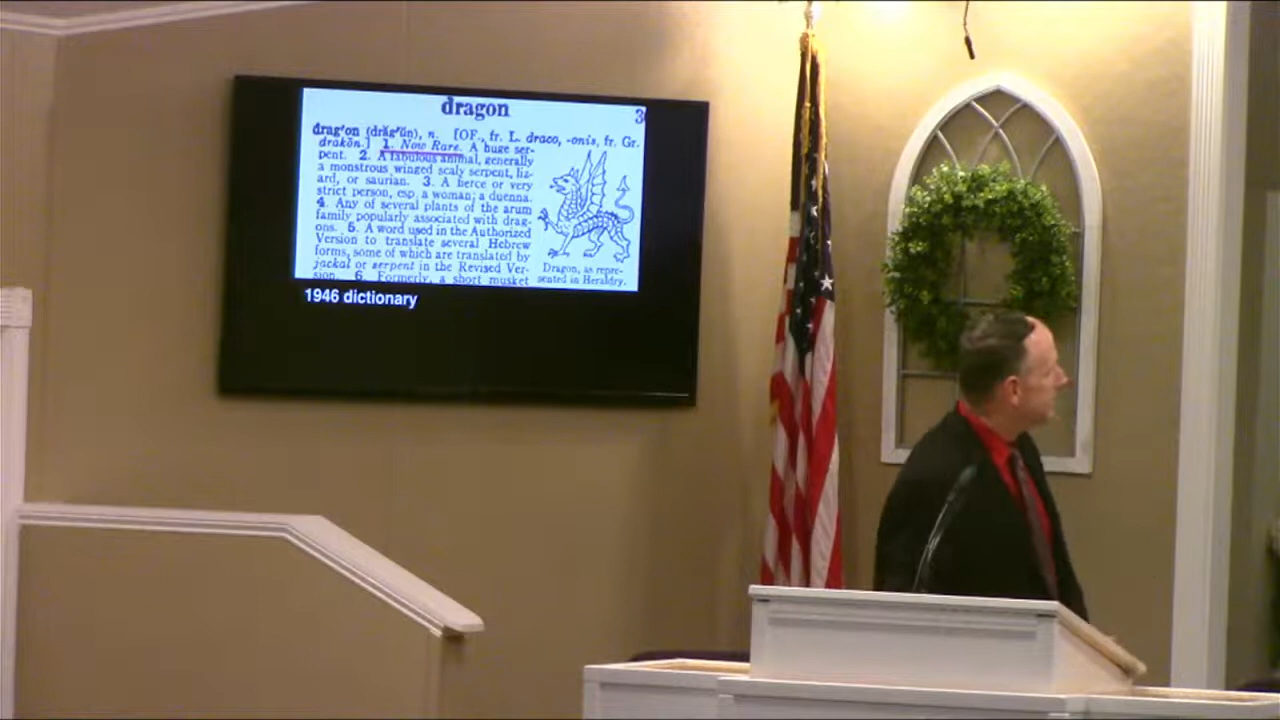 dragon
3
drag'on (drăg'ŭn), n. [OF., fr. L. draco, -onis, fr. Gr.
drakōn.] 1. Now Rare. A huge ser-
pent. 2. A fabulous animal, generally
a monstrous winged scaly serpent, liz-
ard, or saurian. 3. A fierce or very
strict person, esp. a woman; a duenna.
4. Any of several plants of the arum
family popularly associated with drag-
ons. 5. A word used in the Authorized
Version to translate several Hebrew
forms, some of which are translated by
jackal or serpent in the Revised Ver-
sion. 6. Formerly, a short musket
Dragon, as repre-
sented in Heraldry.
1946 dictionary